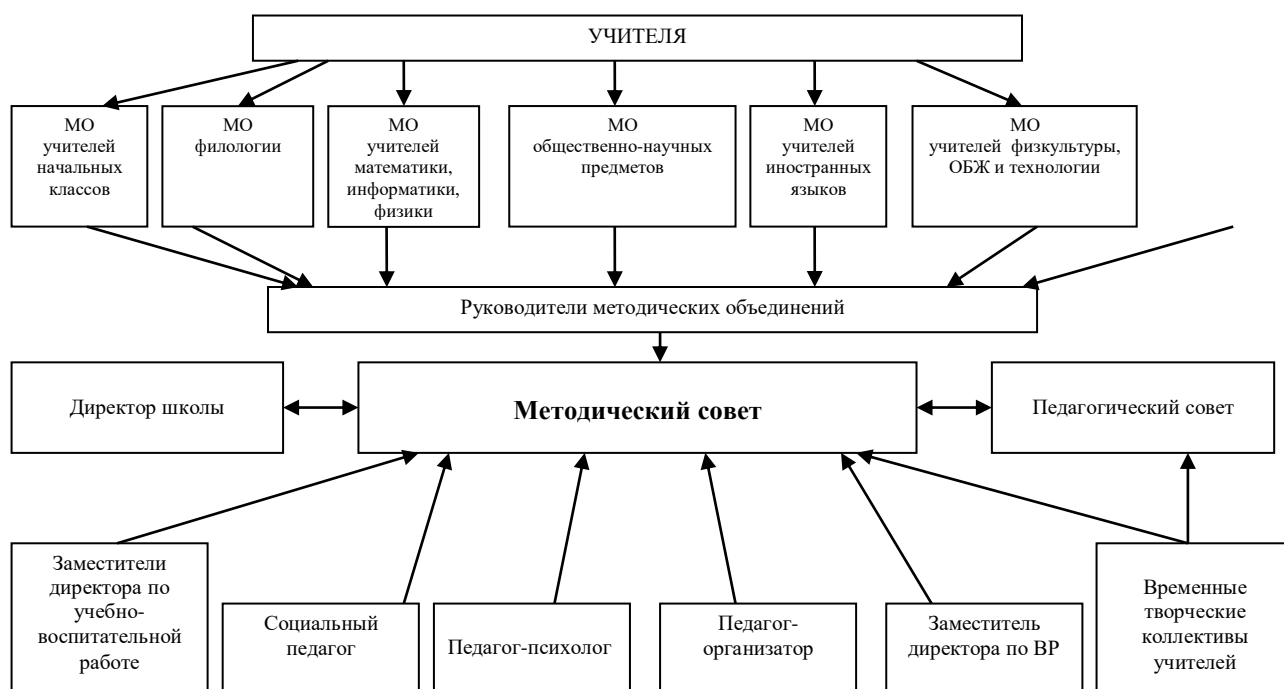 УЧИТЕЛЯ
МО
учителей
начальных
классов
МО
филологии
МО
учителей
математики,
информатики,
физики
МО
общественно-научных
предметов
МО
учителей
иностранных
языков
МО
учителей физкультуры,
ОБЖ и технологии
Руководители методических объединений
Директор школы
Методический совет
Педагогический совет
Заместители
директора по
учебно-
воспитательной
работе
Социальный
педагог
Педагог-психолог
Педагог-
организатор
Заместитель
директора по ВР
Временные
творческие
коллективы
учителей